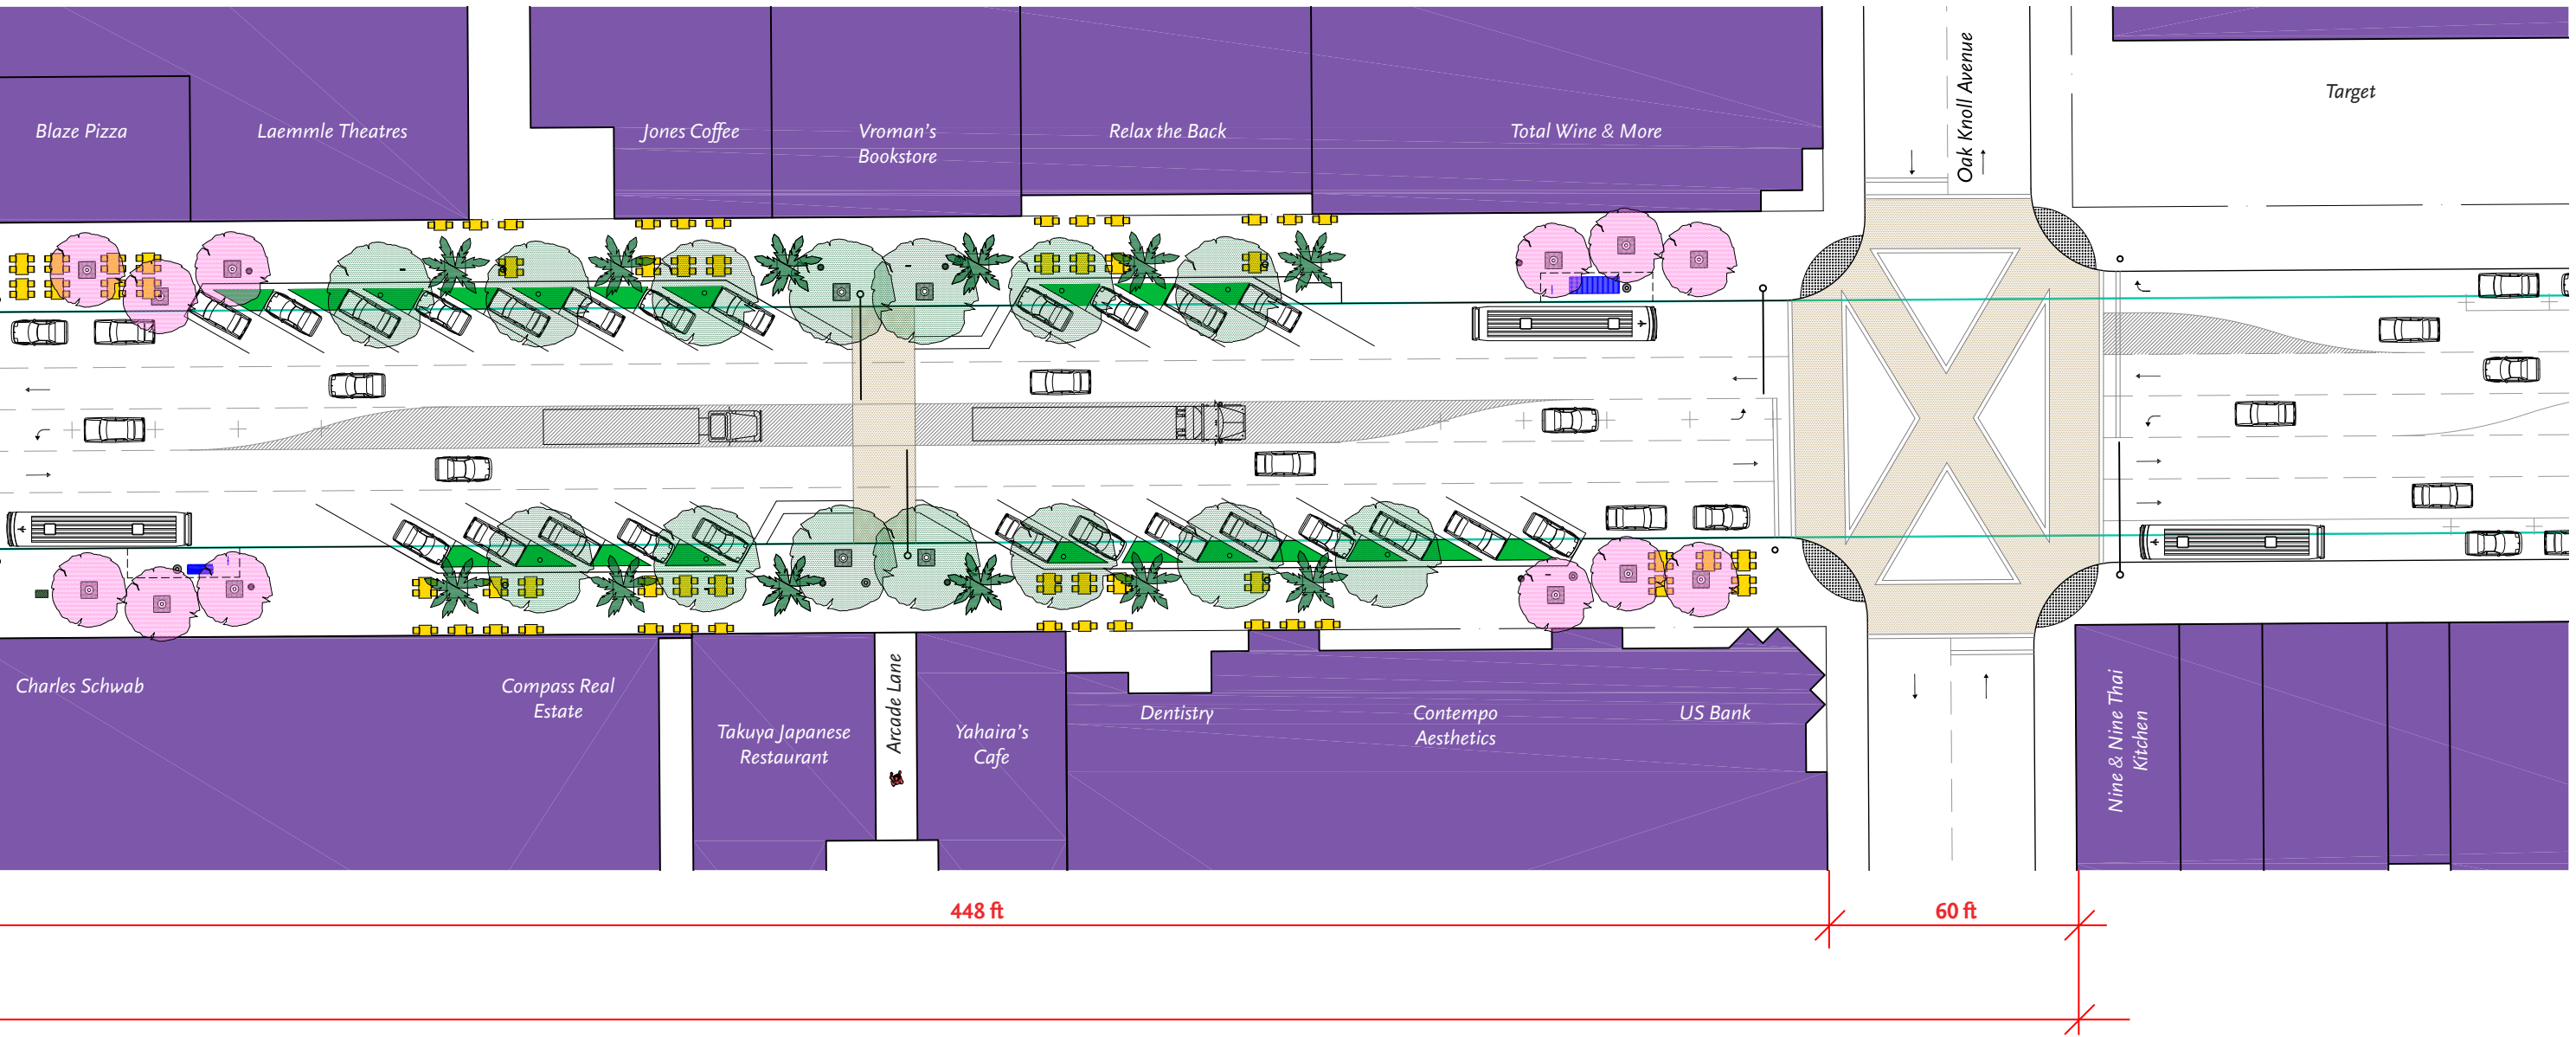 Oak Knoll Avenue
Target
Blaze Pizza
Laemmle Theatres
Jones Coffee
Vroman's
Bookstore
Relax the Back
Total Wine & More
Charles Schwab
Compass Real
Estate
Takuya Japanese
Restaurant
Arcade Lane
Yahaira's
Cafe
Dentistry
Contempo
Aesthetics
US Bank
Nine & Nine Thai
Kitchen
448 ft
60 ft